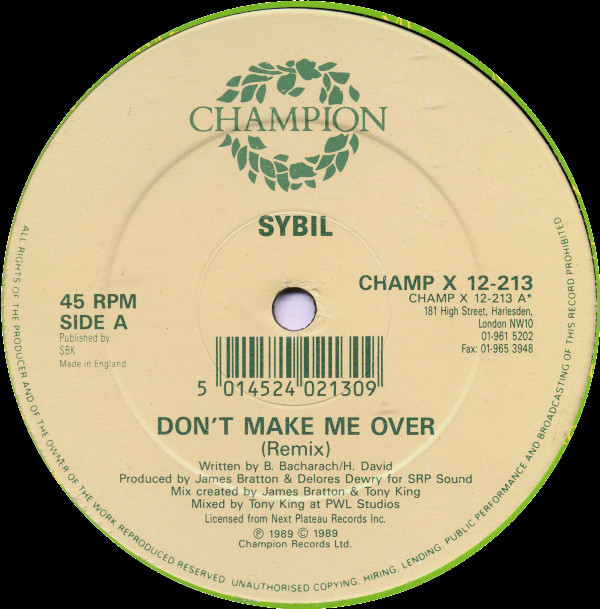 CHAMPION
SYBIL
45 RPM
SIDE A
Published by
SBK
Made in England
CHAMP X 12-213
CHAMP X 12-213 A*
181 High Street, Harlesden,
London NW10
01-961 5202
Fax: 01-965 3948
5 014524 021309
DON'T MAKE ME OVER
(Remix)
Written by B. Bacharach/H. David
Produced by James Bratton & Delores Dewry for SRP Sound
Mix created by James Bratton & Tony King
Mixed by Tony King at PWL Studios
Licensed from Next Plateau Records Inc.
℗ 1989 © 1989
Champion Records Ltd.
ALL RIGHTS OF THE PRODUCER AND OF THE OWNER OF THE WORK REPRODUCED RESERVED. UNAUTHORISED COPYING, HIRING, LENDING, PUBLIC PERFORMANCE AND BROADCASTING OF THIS RECORD PROHIBITED